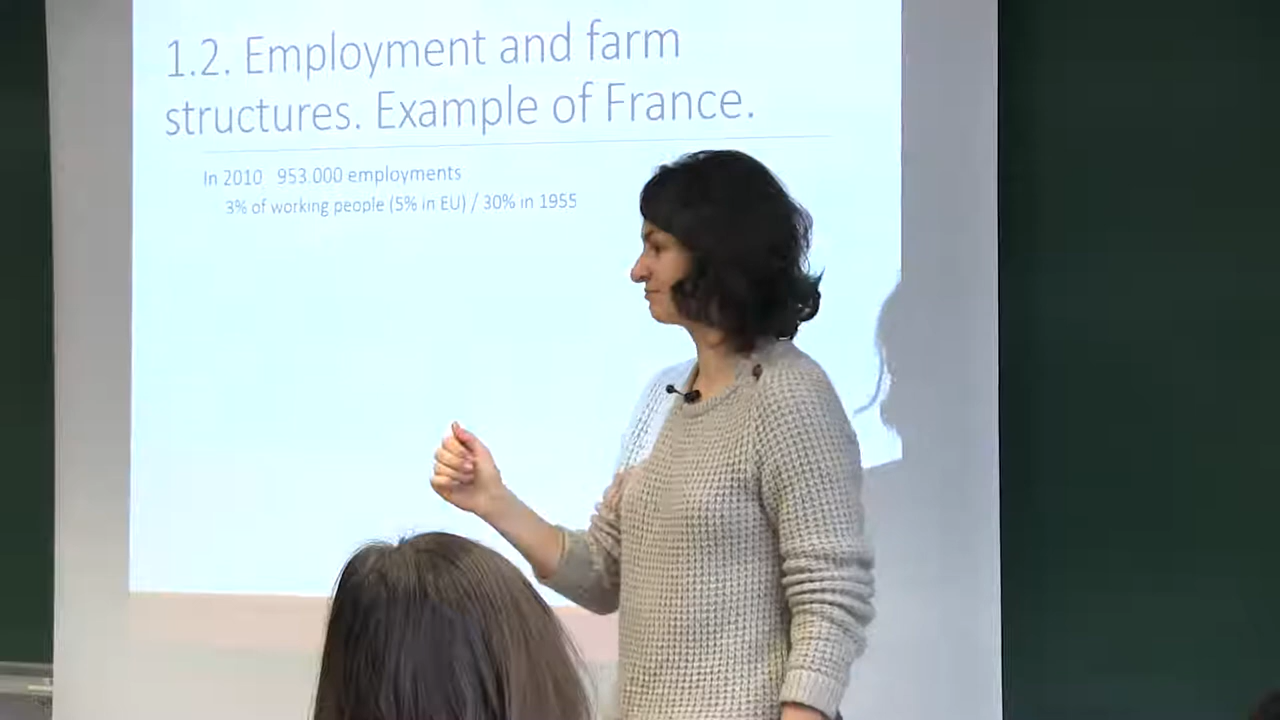 1.2. Employment and farm
structures. Example of France.
In 2010 953.000 employments
3% of working people (5% in EU) / 30% in 1955